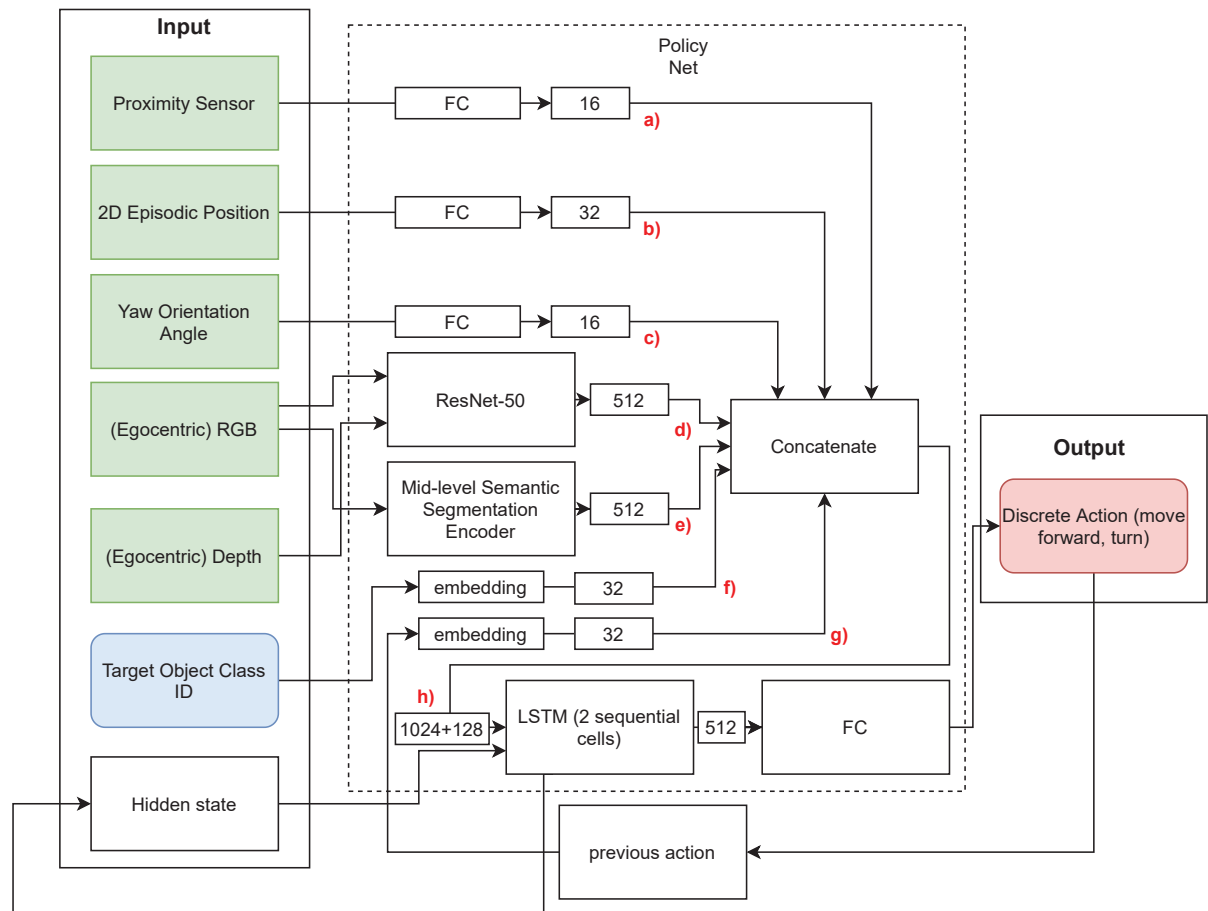 Input
Policy
Net
Proximity Sensor
FC
16
a)
2D Episodic Position
FC
32
b)
Yaw Orientation
Angle
FC
16
c)
(Egocentric) RGB
ResNet-50
512
d)
Concatenate
Mid-level Semantic
Segmentation
Encoder
512
e)
(Egocentric) Depth
embedding
32
f)
embedding
32
g)
Target Object Class
ID
h)
1024+128
LSTM (2 sequential
cells)
512
FC
Hidden state
previous action
Output
Discrete Action (move
forward, turn)